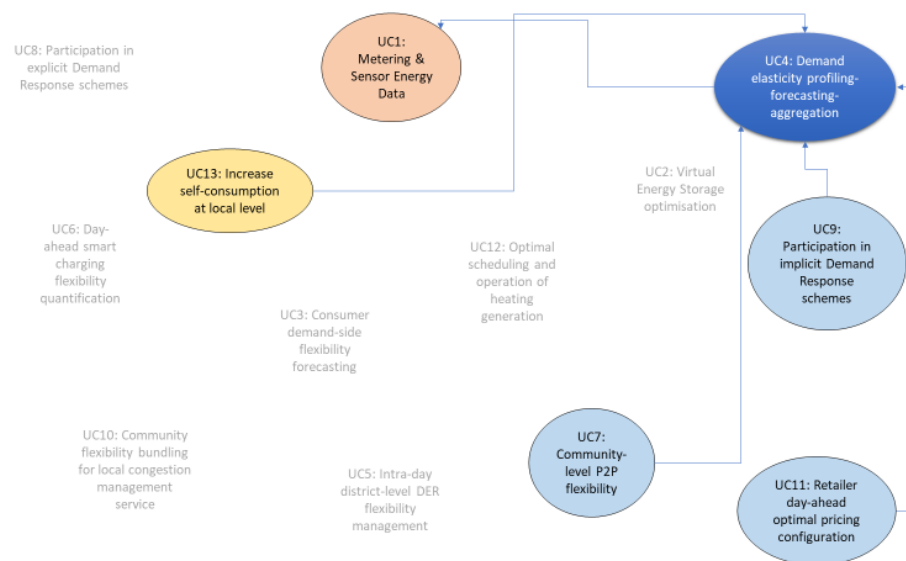 UC8: Participation in
explicit Demand
Response schemes
UC1:
Metering &
Sensor Energy
Data
UC4: Demand
elasticity profiling-
forecasting-
aggregation
UC13: Increase
self-consumption
at local level
UC2: Virtual
Energy Storage
optimisation
UC6: Day-
ahead smart
charging
flexibility
quantification
UC12: Optimal
scheduling and
operation of
heating
generation
UC9:
Participation in
implicit Demand
Response
schemes
UC3: Consumer
demand-side
flexibility
forecasting
UC10: Community
flexibility bundling
for local congestion
management
service
UC5: Intra-day
district-level DER
flexibility
management
UC7:
Community-
level P2P
flexibility
UC11: Retailer
day-ahead
optimal pricing
configuration